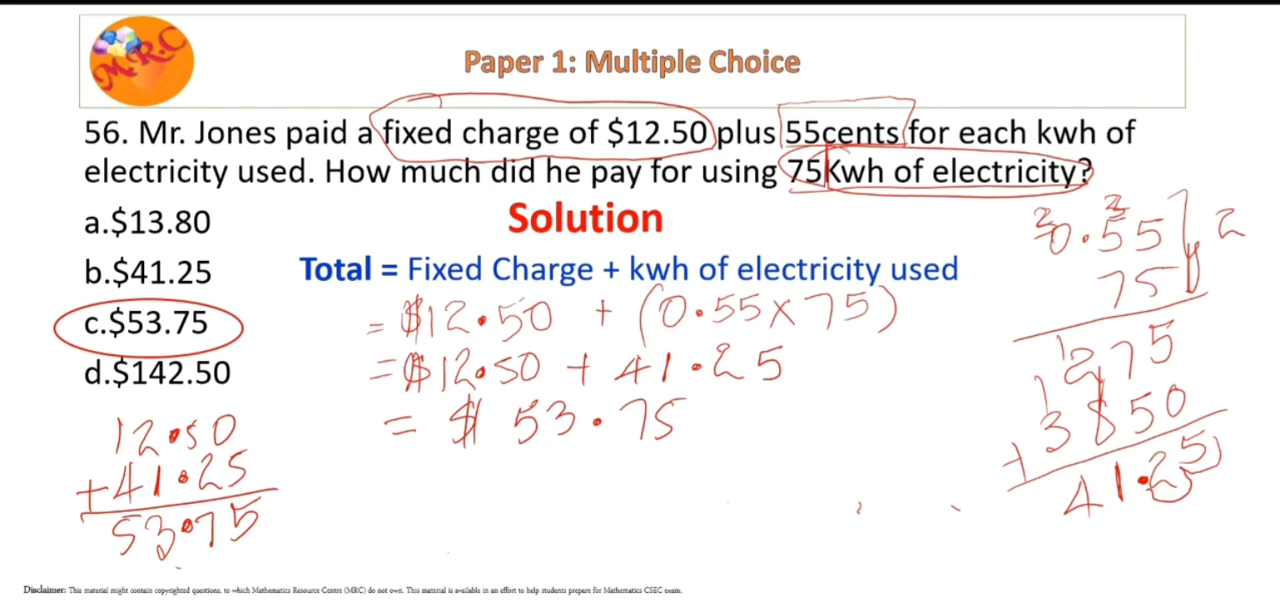 M.R.C
Paper 1: Multiple Choice
56. Mr. Jones paid a fixed charge of $12.50 plus 55cents for each kwh of
electricity used. How much did he pay for using 75Kwh of electricity?
a.$13.80
b.$41.25
c.$53.75
d.$142.50
Solution
Total = Fixed Charge + kwh of electricity used
= $12.50 + (0.55 x 75)
= $12.50 + 41.25
= $ 53.75
12.50
+41.25
53.75
2 2
0.55 2
75
1
1275
+3850
41.25
Disclaimer: This material might contain copyrighted questions, to which Mathematics Resource Centre (MRC) do not own. This material is available in an effort to help students prepare for Mathematics CSEC exam.